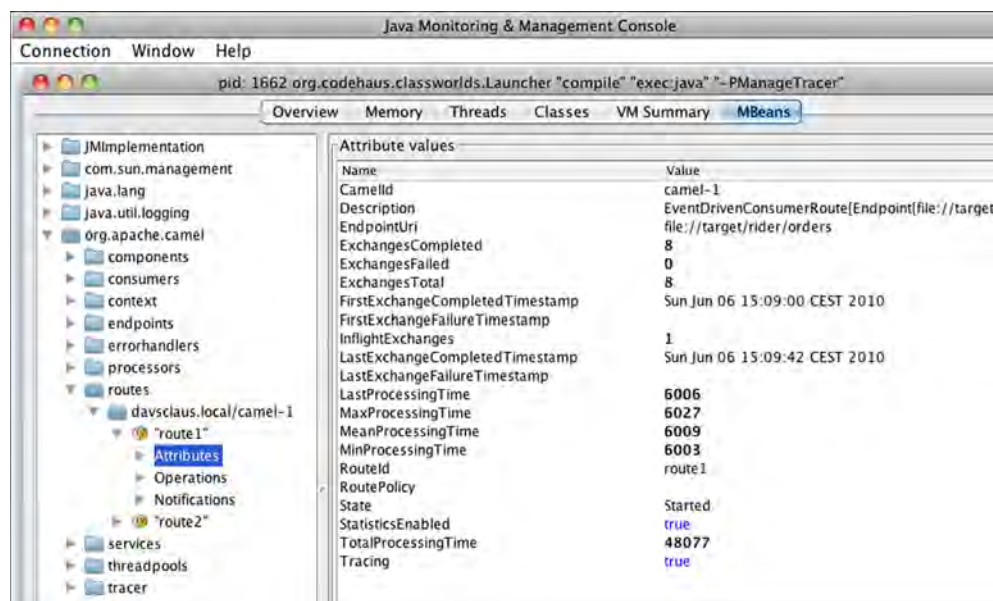 Java Monitoring & Management Console
Connection Window Help
pid: 1662 org.codehaus.classworlds.Launcher "compile" "exec:java" "-PManageTracer"
Overview Memory Threads Classes VM Summary MBeans
JMImplementation
com.sun.management
java.lang
java.util.logging
org.apache.camel
components
consumers
context
endpoints
errorhandlers
processors
routes
davsclaus.local/camel-1
"route1"
Attributes
Operations
Notifications
"route2"
services
threadpools
tracer
Attribute values
Name Value
CamelId camel-1
Description EventDrivenConsumerRoute[Endpoint[file://target
EndpointUri file://target/rider/orders
ExchangesCompleted 8
ExchangesFailed 0
ExchangesTotal 8
FirstExchangeCompletedTimestamp Sun Jun 06 15:09:00 CEST 2010
FirstExchangeFailureTimestamp
InflightExchanges 1
LastExchangeCompletedTimestamp Sun Jun 06 15:09:42 CEST 2010
LastExchangeFailureTimestamp
LastProcessingTime 6006
MaxProcessingTime 6027
MeanProcessingTime 6009
MinProcessingTime 6003
RouteId route1
RoutePolicy
State Started
StatisticsEnabled true
TotalProcessingTime 48077
Tracing true